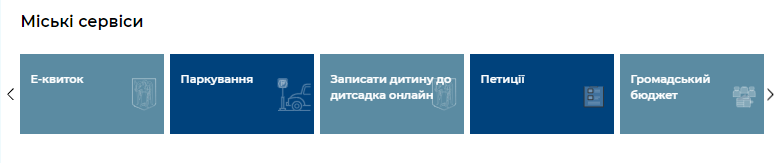 Міські сервіси
Е-квиток
Паркування
Записати дитину до
дитсадка онлайн
Петиції
Громадський
бюджет